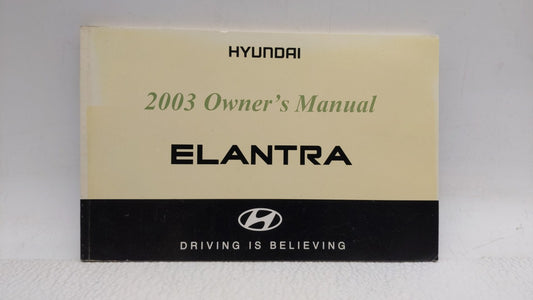 HYUNDAI
2003 Owner's Manual
ELANTRA
DRIVING IS BELIEVING